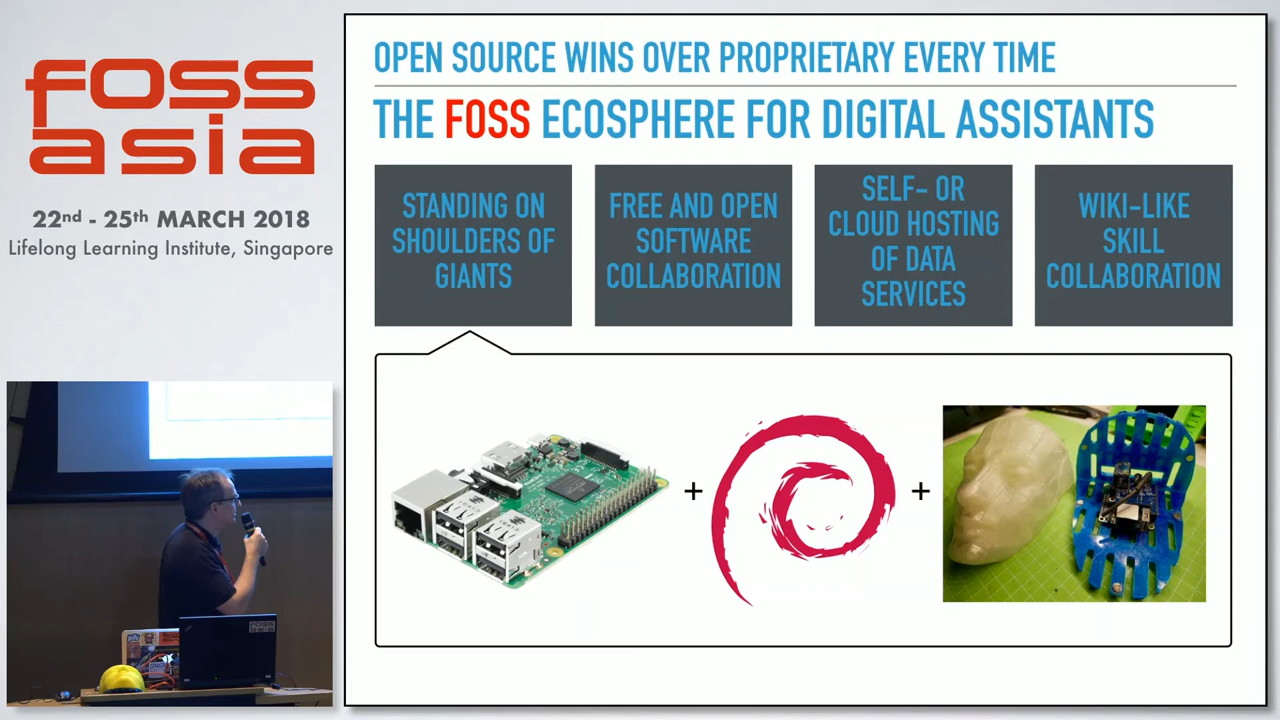 foss
asia
22nd - 25th MARCH 2018
Lifelong Learning Institute, Singapore
OPEN SOURCE WINS OVER PROPRIETARY EVERY TIME
THE FOSS ECOSPHERE FOR DIGITAL ASSISTANTS
STANDING ON
SHOULDERS OF
GIANTS
FREE AND OPEN
SOFTWARE
COLLABORATION
SELF- OR
CLOUD HOSTING
OF DATA
SERVICES
WIKI-LIKE
SKILL
COLLABORATION
+
+